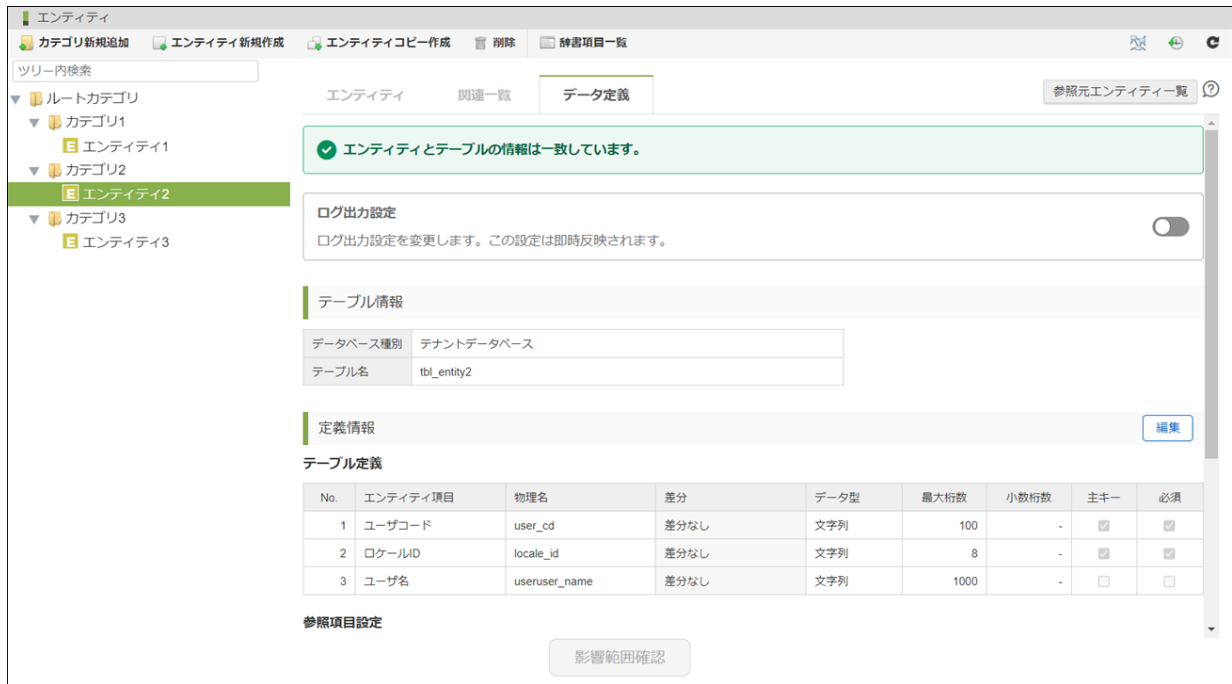 エンティティ
カテゴリ新規追加 エンティティ新規作成 エンティティコピー作成 削除 辞書項目一覧
ツリー内検索
ルートカテゴリ
カテゴリ1
エンティティ1
カテゴリ2
エンティティ2
カテゴリ3
エンティティ3
エンティティ 関連一覧 データ定義 参照元エンティティ一覧
エンティティとテーブルの情報は一致しています。
ログ出力設定
ログ出力設定を変更します。この設定は即時反映されます。
テーブル情報
データベース種別 テナントデータベース
テーブル名 tbl_entity2
定義情報 編集
テーブル定義
No. エンティティ項目 物理名 差分 データ型 最大桁数 小数桁数 主キー 必須
1 ユーザコード user_cd 差分なし 文字列 100 -
2 ロケールID locale_id 差分なし 文字列 8 -
3 ユーザ名 useruser_name 差分なし 文字列 1000 -
参照項目設定
影響範囲確認